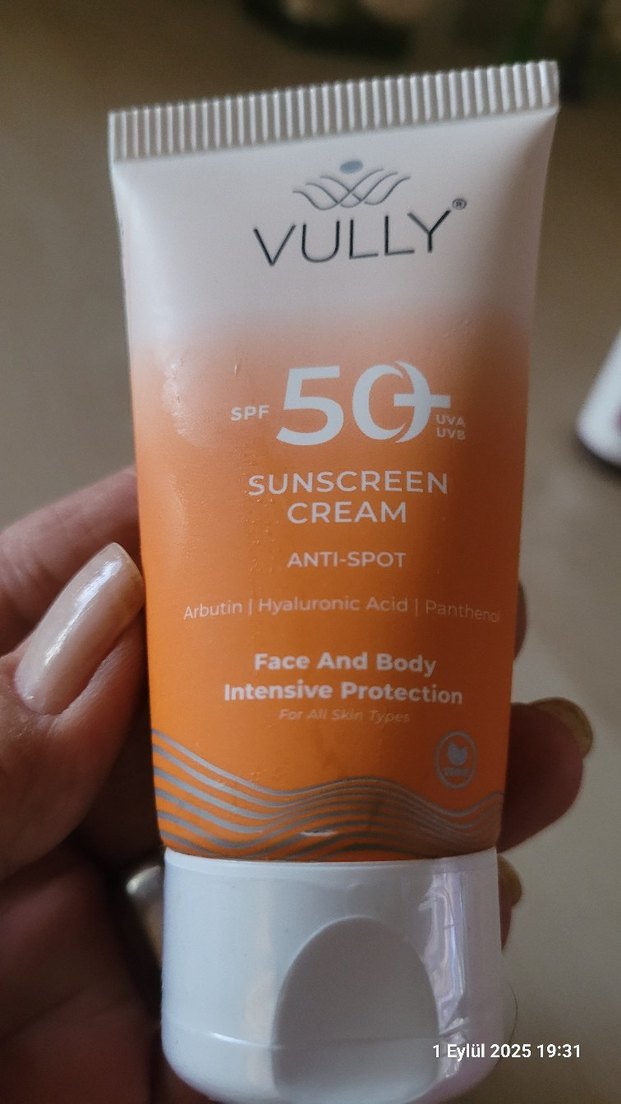 VULLY®
SPF 50+ UVA
UVB
SUNSCREEN
CREAM
ANTI-SPOT
Arbutin | Hyaluronic Acid | Panthenol
Face And Body
Intensive Protection
For All Skin Types
1 Eylül 2025 19:31